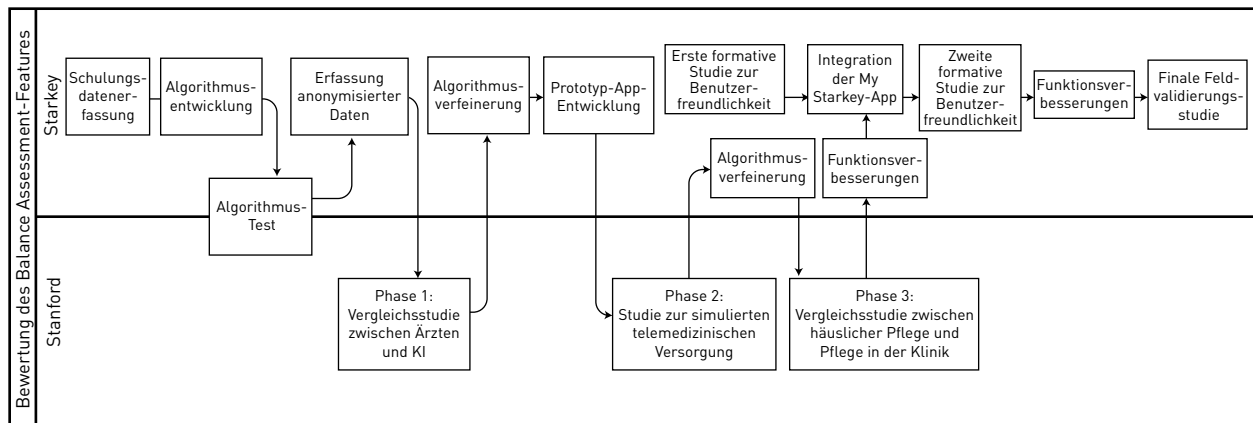 Bewertung des Balance Assessment-Features
Starkey
Schulungs-
datener-
fassung
Algorithmus-
entwicklung
Algorithmus-
Test
Erfassung
anonymisierter
Daten
Phase 1:
Vergleichsstudie
zwischen Ärzten
und KI
Algorithmus-
verfeinerung
Prototyp-App-
Entwicklung
Phase 2:
Studie zur simulierten
telemedizinischen
Versorgung
Algorithmus-
verfeinerung
Phase 3:
Vergleichsstudie zwischen
häuslicher Pflege und
Pflege in der Klinik
Funktionsver-
besserungen
Erste formative
Studie zur
Benutzer-
freundlichkeit
Integration
der My
Starkey-App
Zweite
formative
Studie zur
Benutzer-
freundlichkeit
Funktionsver-
besserungen
Finale Feld-
validierungs-
studie
Stanford